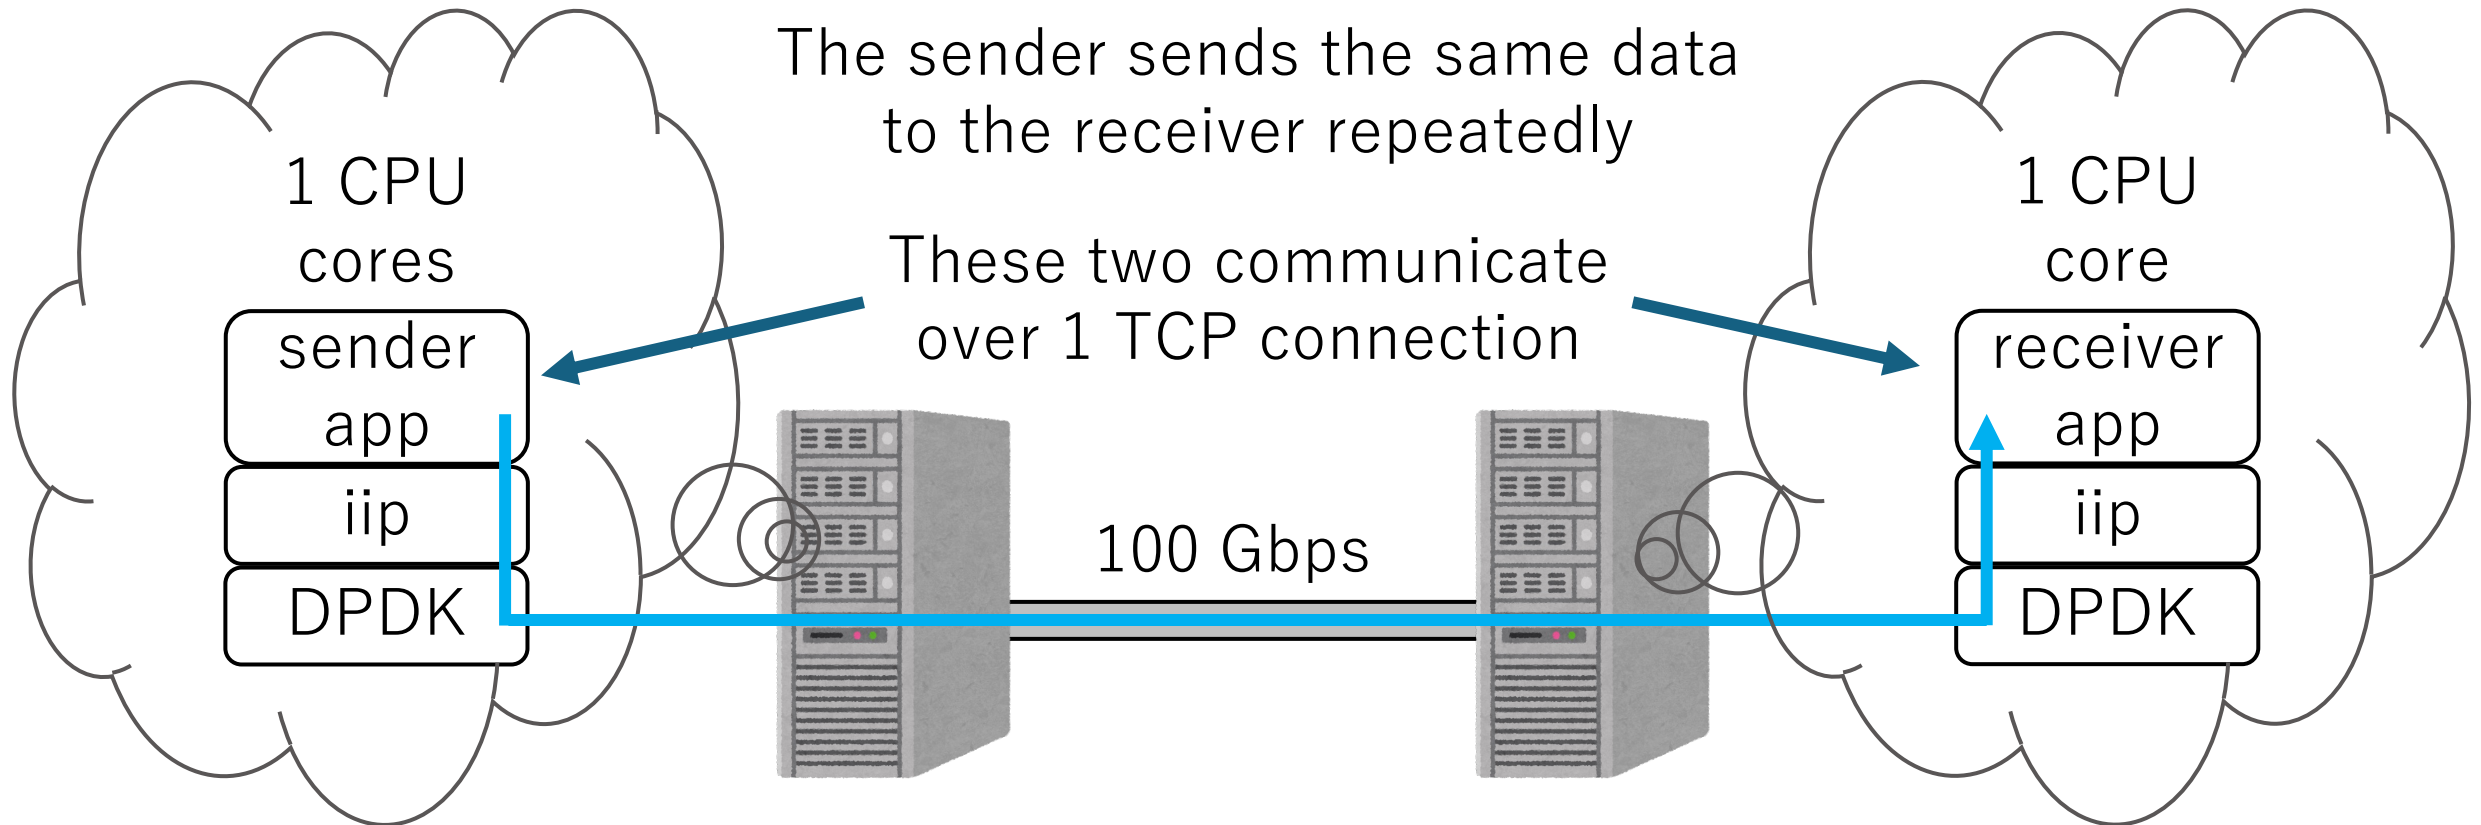 The sender sends the same data
to the receiver repeatedly
These two communicate
over 1 TCP connection
1 CPU
cores
sender
app
iip
DPDK
100 Gbps
1 CPU
core
receiver
app
iip
DPDK